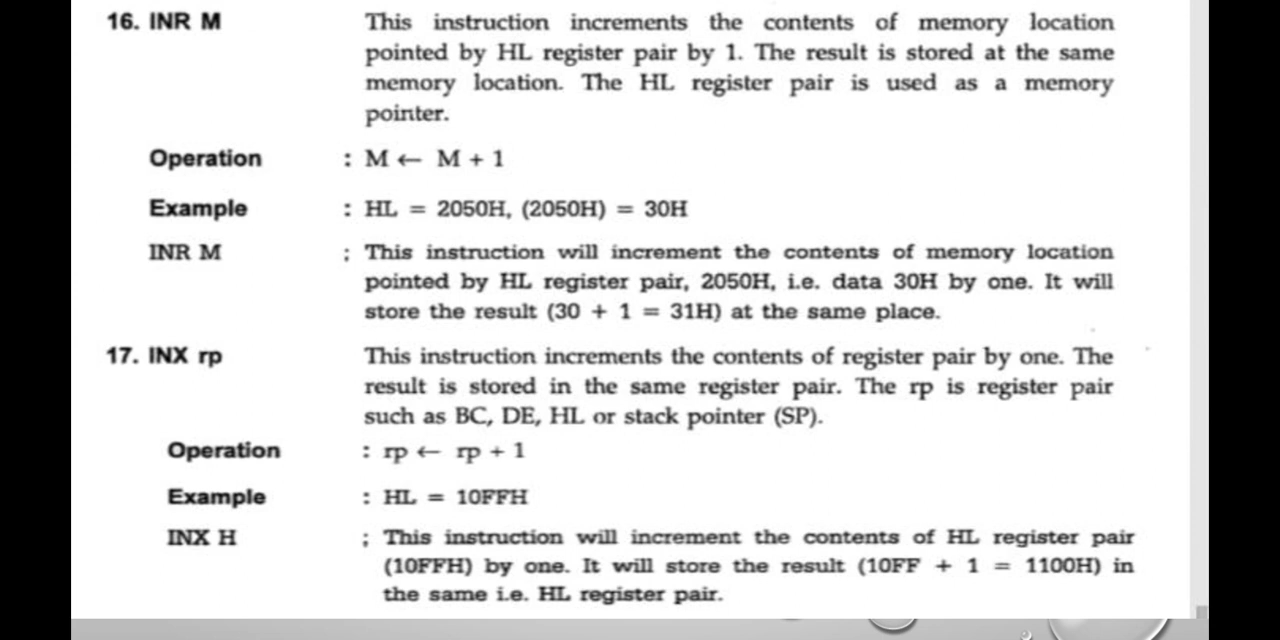 16. INR M This instruction increments the contents of memory location
pointed by HL register pair by 1. The result is stored at the same
memory location. The HL register pair is used as a memory
pointer.
Operation : M ← M + 1
Example : HL = 2050H, (2050H) = 30H
INR M ; This instruction will increment the contents of memory location
pointed by HL register pair, 2050H, i.e. data 30H by one. It will
store the result (30 + 1 = 31H) at the same place.
17. INX rp This instruction increments the contents of register pair by one. The
result is stored in the same register pair. The rp is register pair
such as BC, DE, HL or stack pointer (SP).
Operation : rp ← rp + 1
Example : HL = 10FFH
INX H ; This instruction will increment the contents of HL register pair
(10FFH) by one. It will store the result (10FF + 1 = 1100H) in
the same i.e. HL register pair.